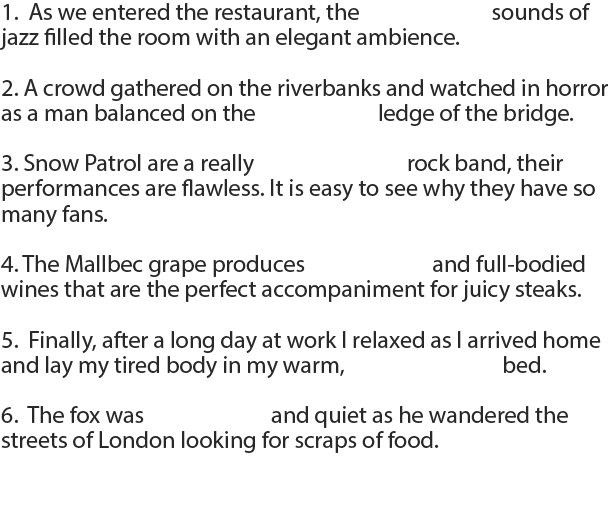 1.  As we entered the restaurant, the                    sounds of
jazz filled the room with an elegant ambience.
2. A crowd gathered on the riverbanks and watched in horror
as a man balanced on the                    ledge of the bridge.
3. Snow Patrol are a really                    rock band, their
performances are flawless. It is easy to see why they have so
many fans.
4. The Mallbec grape produces                    and full-bodied
wines that are the perfect accompaniment for juicy steaks.
5.  Finally, after a long day at work I relaxed as I arrived home
and lay my tired body in my warm,                    bed.
6.  The fox was                    and quiet as he wandered the
streets of London looking for scraps of food.